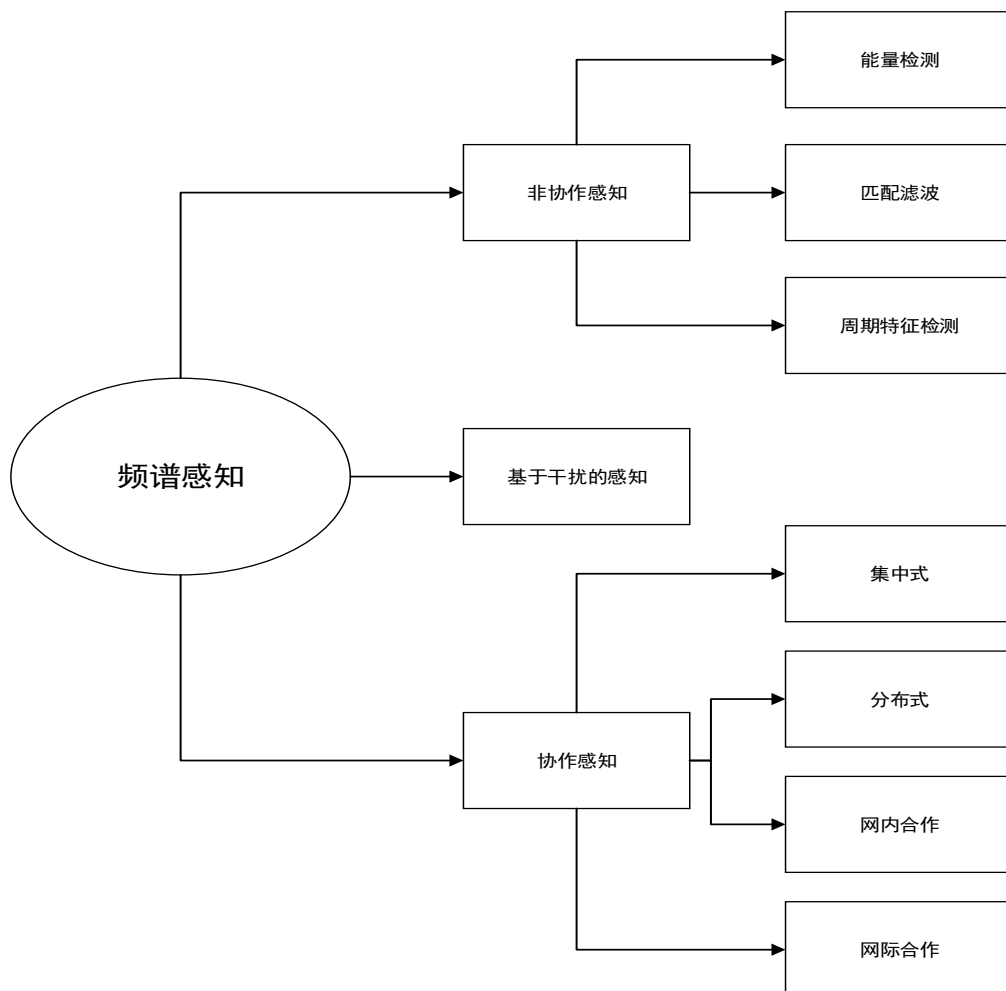 能量检测
非协作感知
匹配滤波
周期特征检测
频谱感知
基于干扰的感知
集中式
分布式
协作感知
网内合作
网际合作